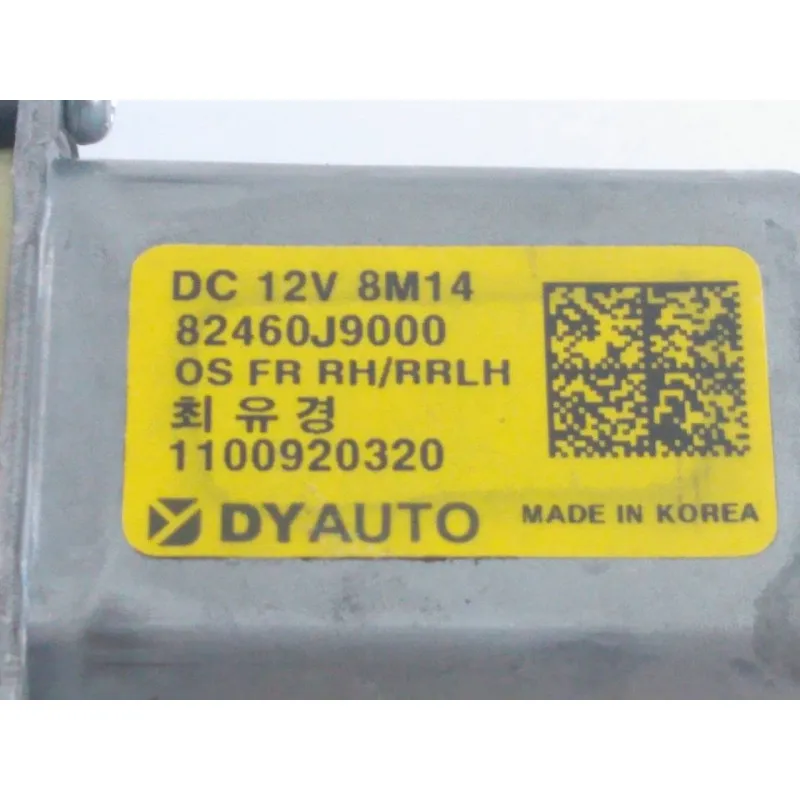 DC 12V 8M14
82460J9000
OS FR RH/RRLH
최유경
1100920320
DYAUTO MADE IN KOREA